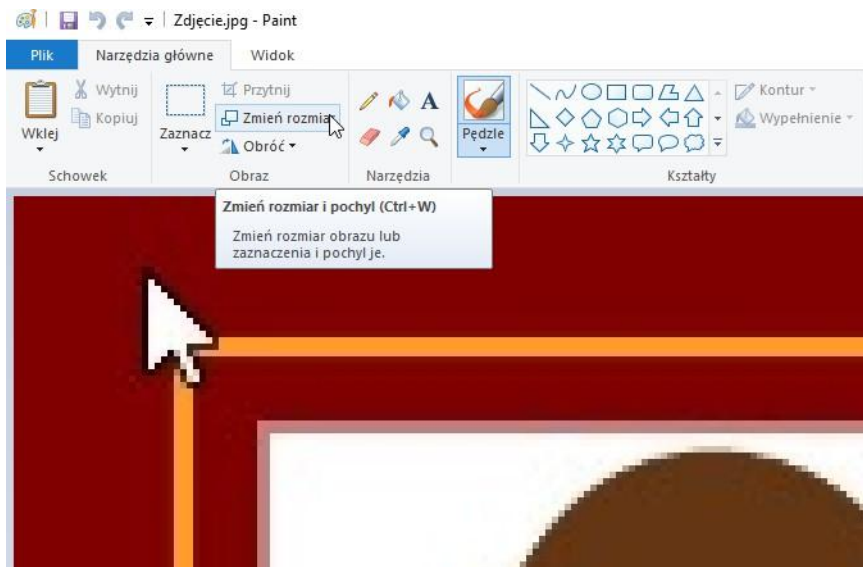 Zdjęcie.jpg - Paint
Plik Narzędzia główne Widok
Wklej
Wytnij
Kopiuj
Schowek
Zaznacz
Przytnij
Zmień rozmiar
Obróć
Obraz
A
Narzędzia
Pędzle
Kontur
Wypełnienie
Kształty
Zmień rozmiar i pochyl (Ctrl+W)
Zmień rozmiar obrazu lub
zaznaczenia i pochyl je.